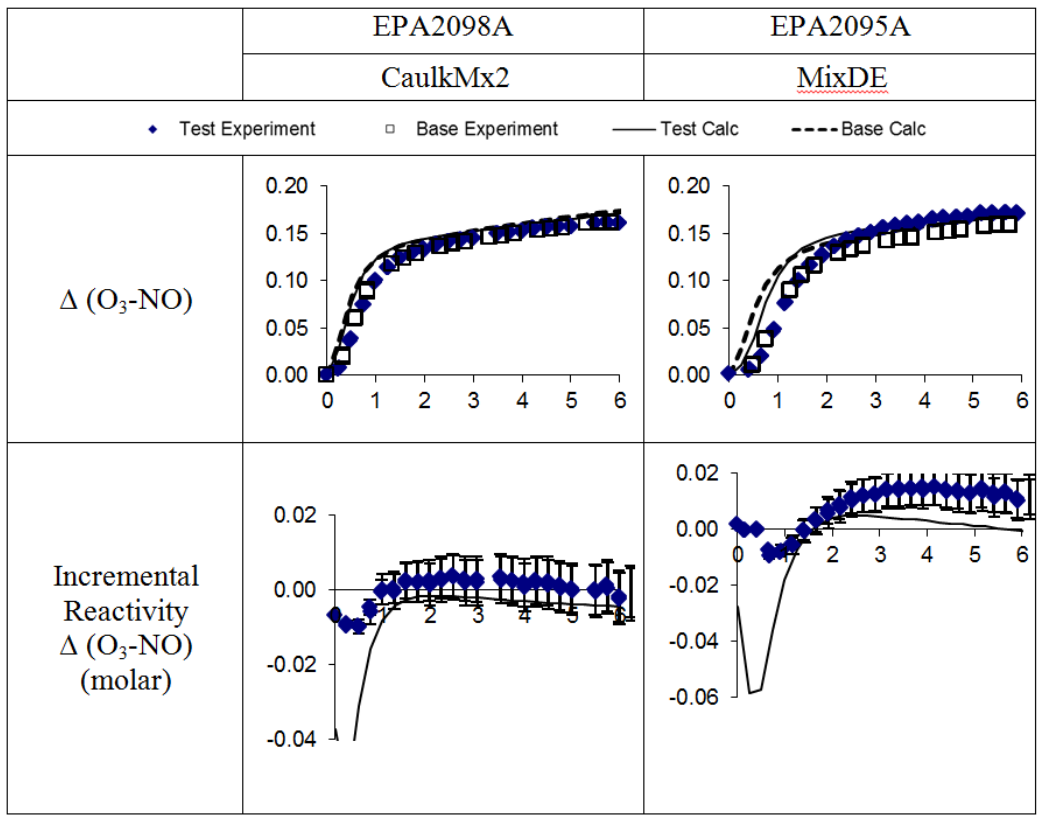 EPA2098A
EPA2095A
CaulkMx2
MixDE
Test Experiment
Base Experiment
Test Calc
Base Calc
Δ (O₃-NO)
0.20
0.15
0.10
0.05
0.00
0 1 2 3 4 5 6
0.20
0.15
0.10
0.05
0.00
0 1 2 3 4 5 6
Incremental
Reactivity
Δ (O₃-NO)
(molar)
0.02
0.00
-0.02
-0.04
0 1 2 3 4 5 6
0.02
0.00
-0.02
-0.04
-0.06
0 1 2 3 4 5 6